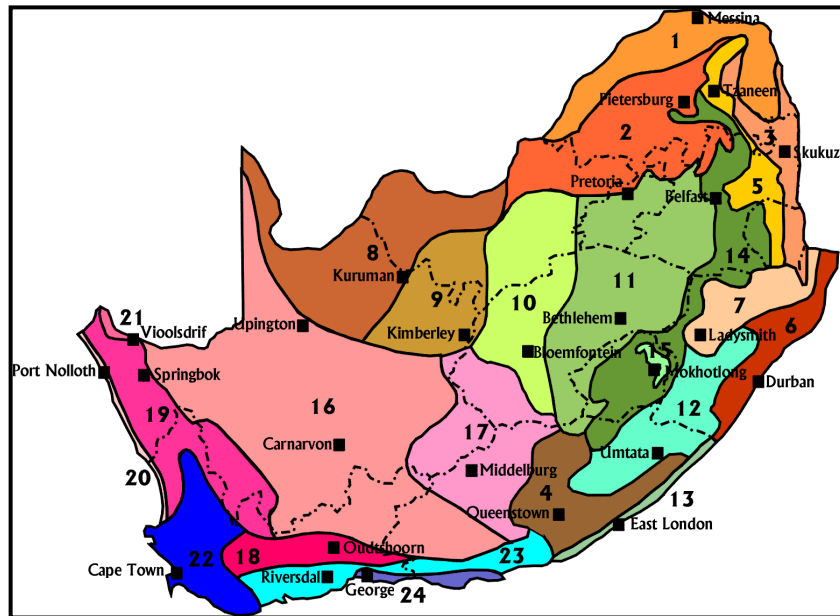 Messina
1
Tzaneen
Pietersburg
2
3
Skukuz
Pretoria
Belfast
5
8
14
Kuruman
9
10
11
7
21
Vioolsdrif
Upington
Kimberley
Bethlehem
Ladysmith
6
Bloemfontein
15
Port Nolloth
Springbok
Mokhotlong
Durban
19
16
12
17
Carnarvon
Umtata
20
Middelburg
4
13
Queenstown
East London
22
18
Oudtshoorn
23
Cape Town
Riversdal
George
24